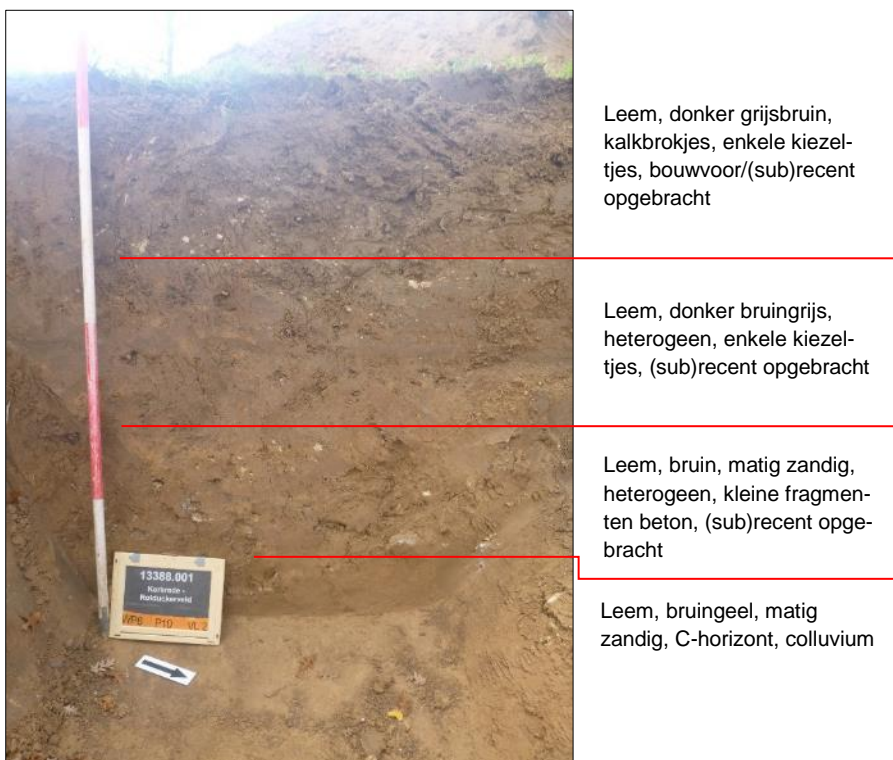 Leem, donker grijsbruin,
kalkbrokjes, enkele kiezel-
tjes, bouwvoor/(sub)recent
opgebracht
Leem, donker bruingrijs,
heterogeen, enkele kiezel-
tjes, (sub)recent opgebracht
Leem, bruin, matig zandig,
heterogeen, kleine fragmen-
ten beton, (sub)recent opge-
bracht
Leem, bruingeel, matig
zandig, C-horizont, colluvium
13388.001
Kerkrade -
Rolduckerveld
WP6 P10 VL 2